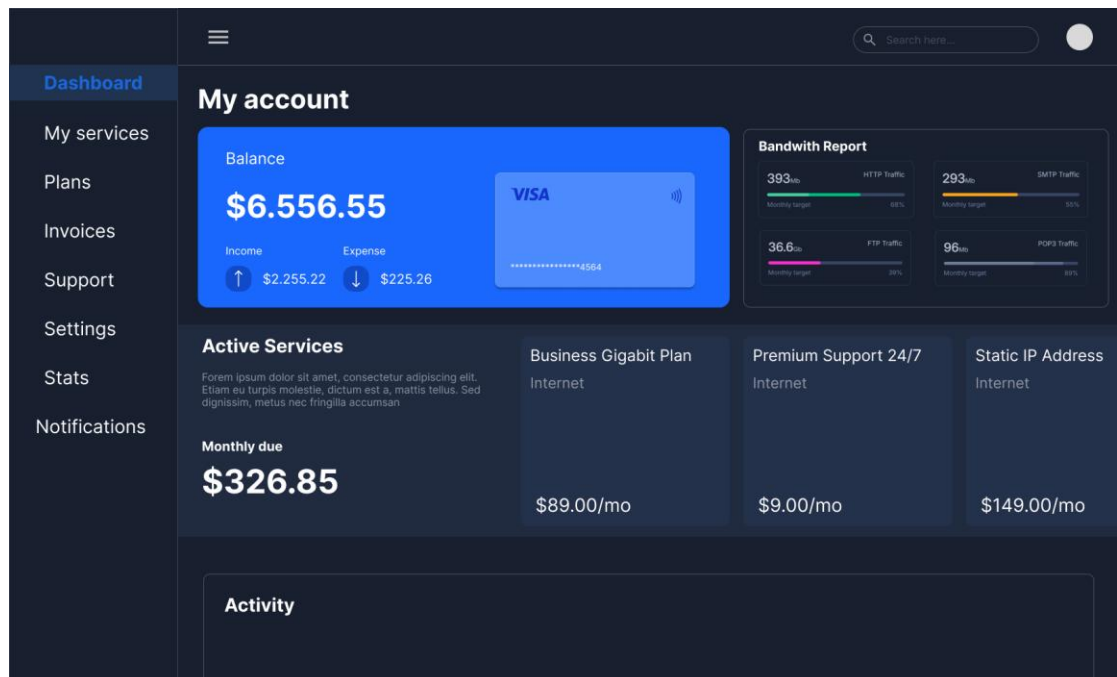 Search here...
Dashboard
My services
Plans
Invoices
Support
Settings
Stats
Notifications
My account
Balance
$6.556.55
Income
$2.255.22
Expense
$225.26
VISA
****************4564
Bandwith Report
393Mb
HTTP Traffic
Monthly target
68%
293Mb
SMTP Traffic
Monthly target
55%
36.6Gb
FTP Traffic
Monthly target
39%
96Mb
POP3 Traffic
Monthly target
89%
Active Services
Forem ipsum dolor sit amet, consectetur adipiscing elit.
Etiam eu turpis molestie, dictum est a, mattis tellus. Sed
dignissim, metus nec fringilla accumsan
Monthly due
$326.85
Business Gigabit Plan
Internet
$89.00/mo
Premium Support 24/7
Internet
$9.00/mo
Static IP Address
Internet
$149.00/mo
Activity